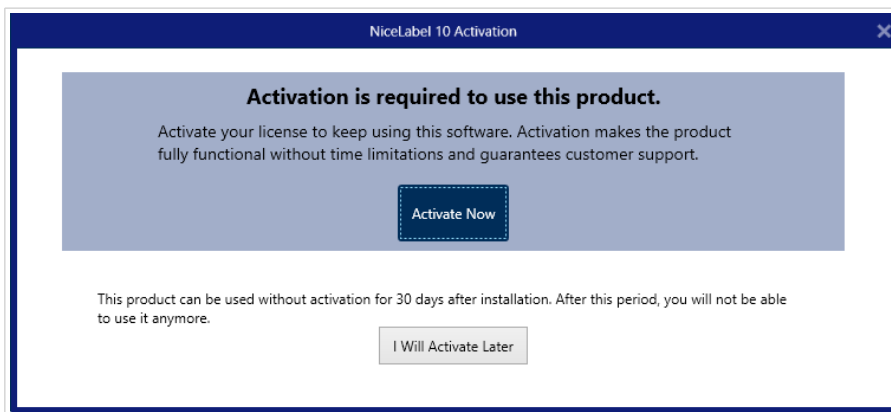 NiceLabel 10 Activation
Activation is required to use this product.
Activate your license to keep using this software. Activation makes the product
fully functional without time limitations and guarantees customer support.
Activate Now
This product can be used without activation for 30 days after installation. After this period, you will not be able
to use it anymore.
I Will Activate Later